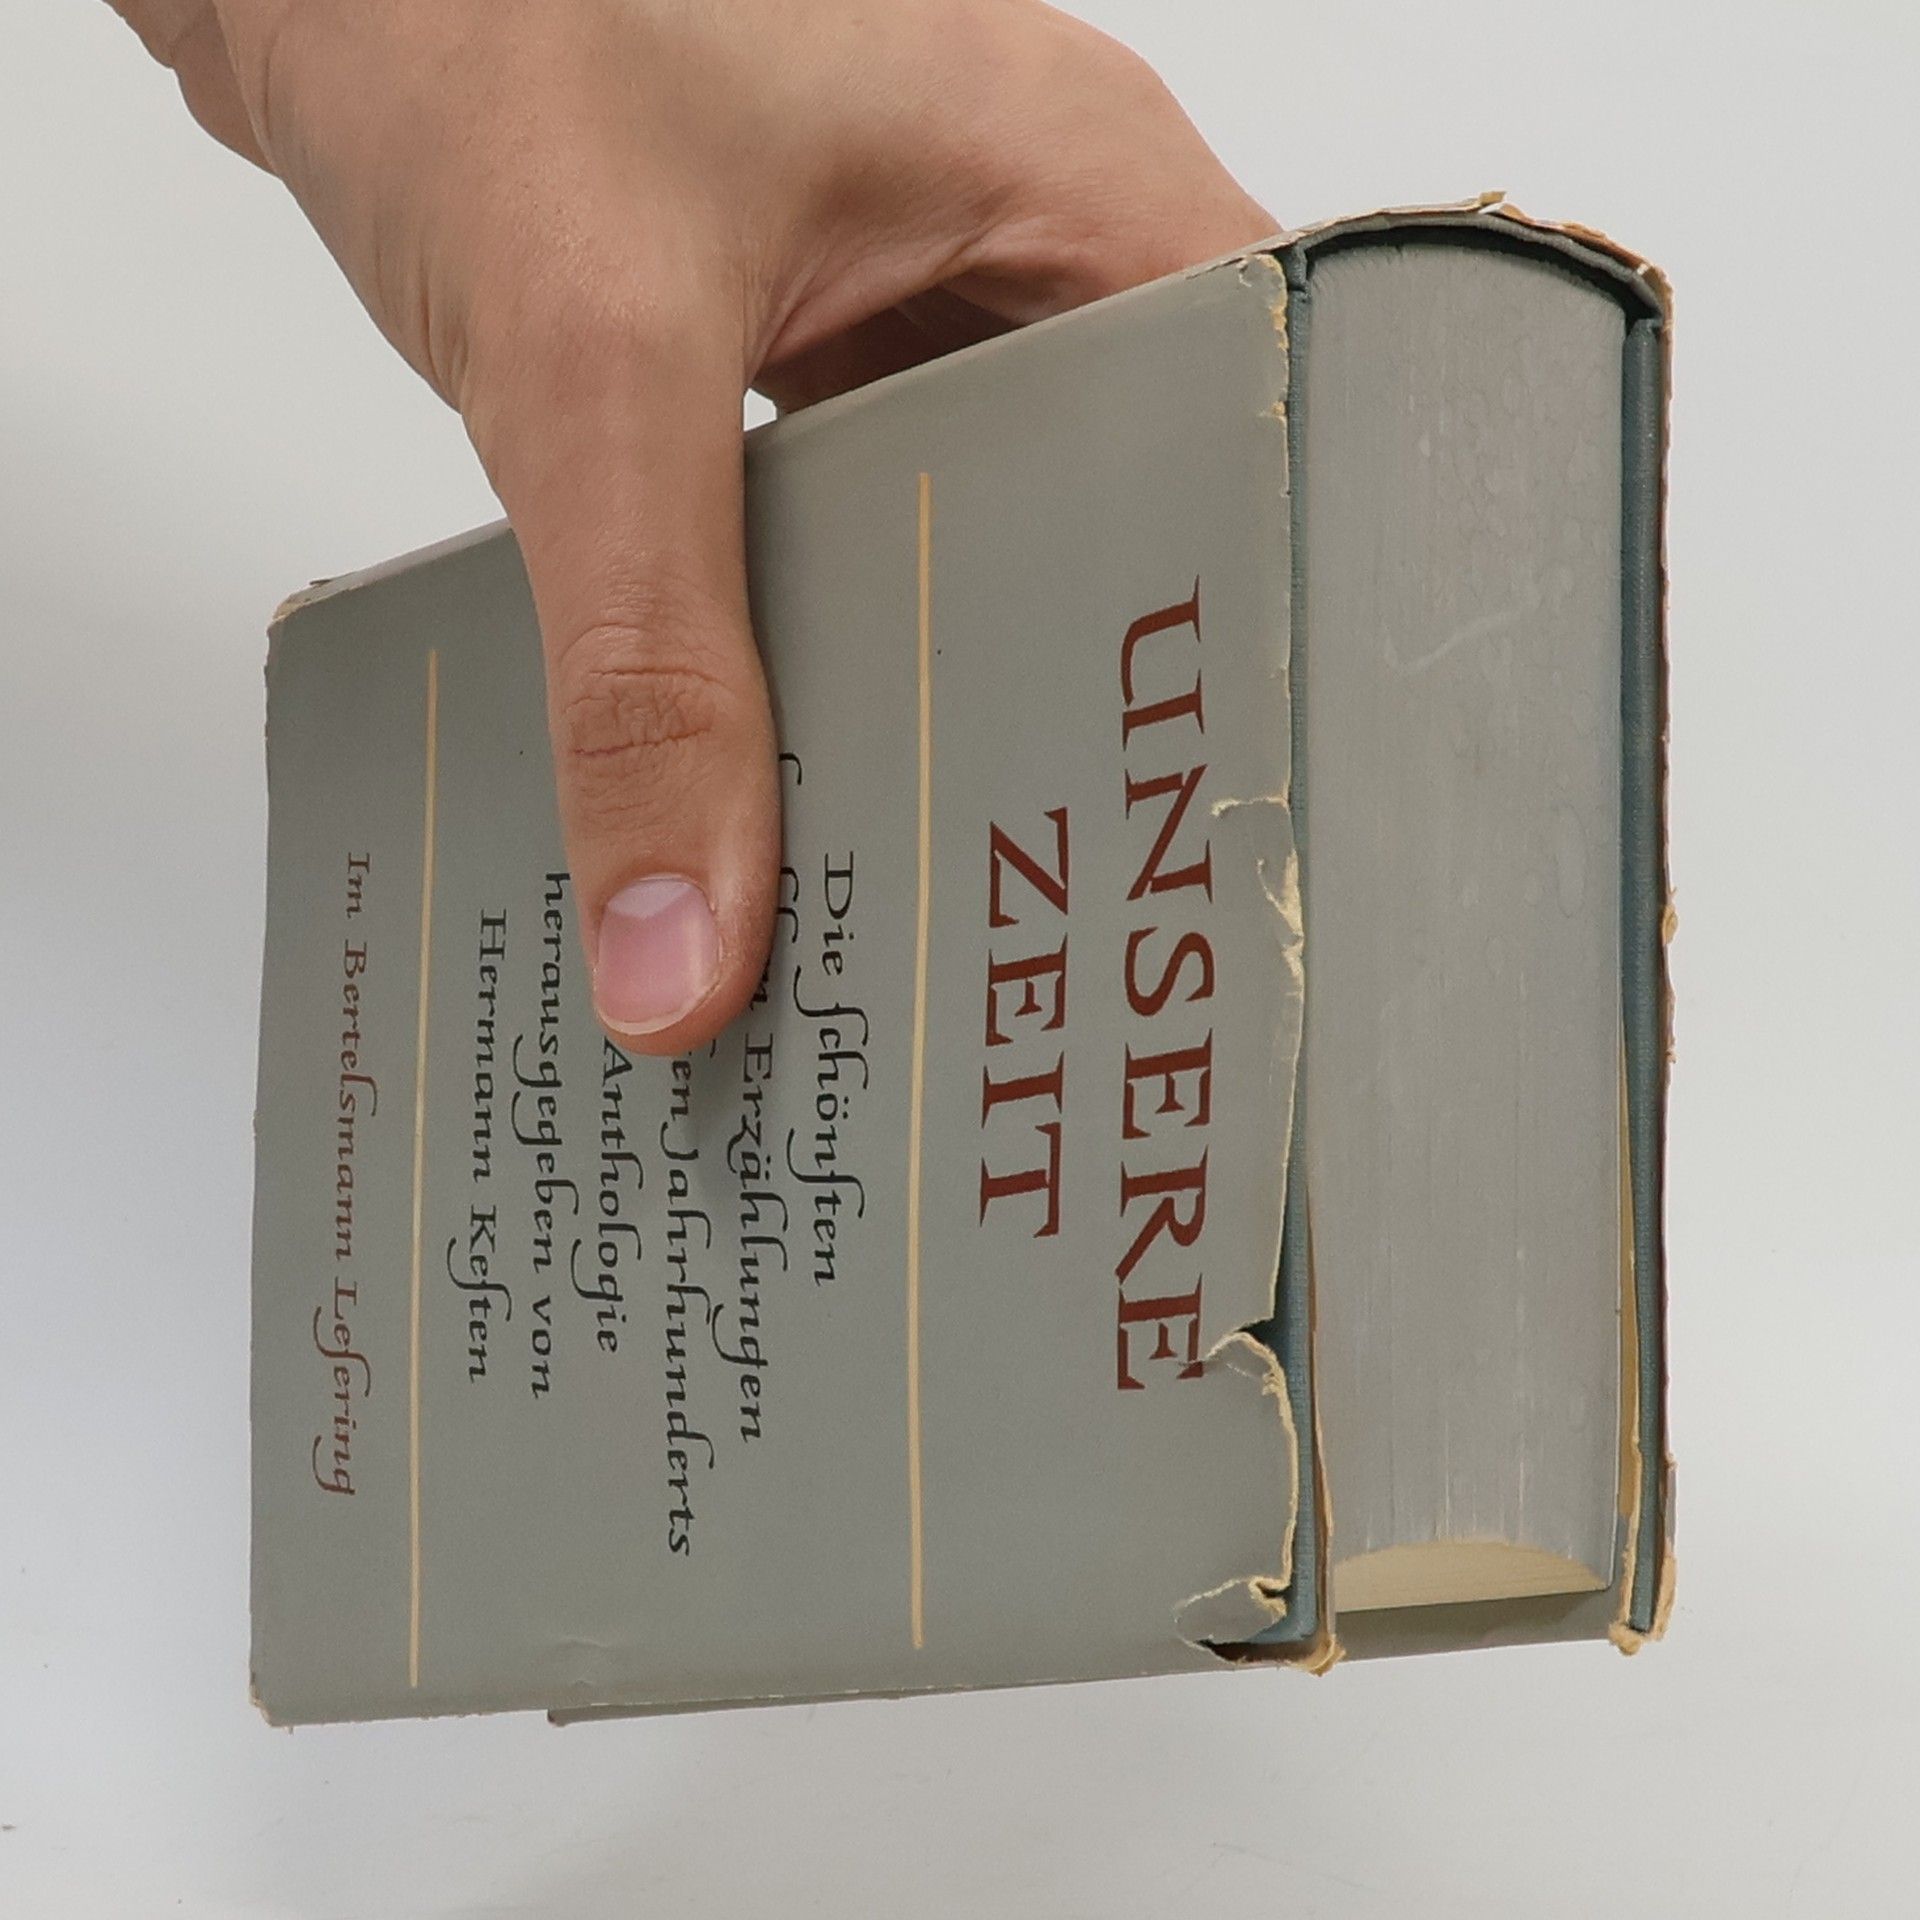 UNSERE
ZEIT
Die ſchönſten
Erzählungen
Jahrhunderts
Anthologie
herausgegeben von
Hermann Keſten
Im Bertelsmann Leſering